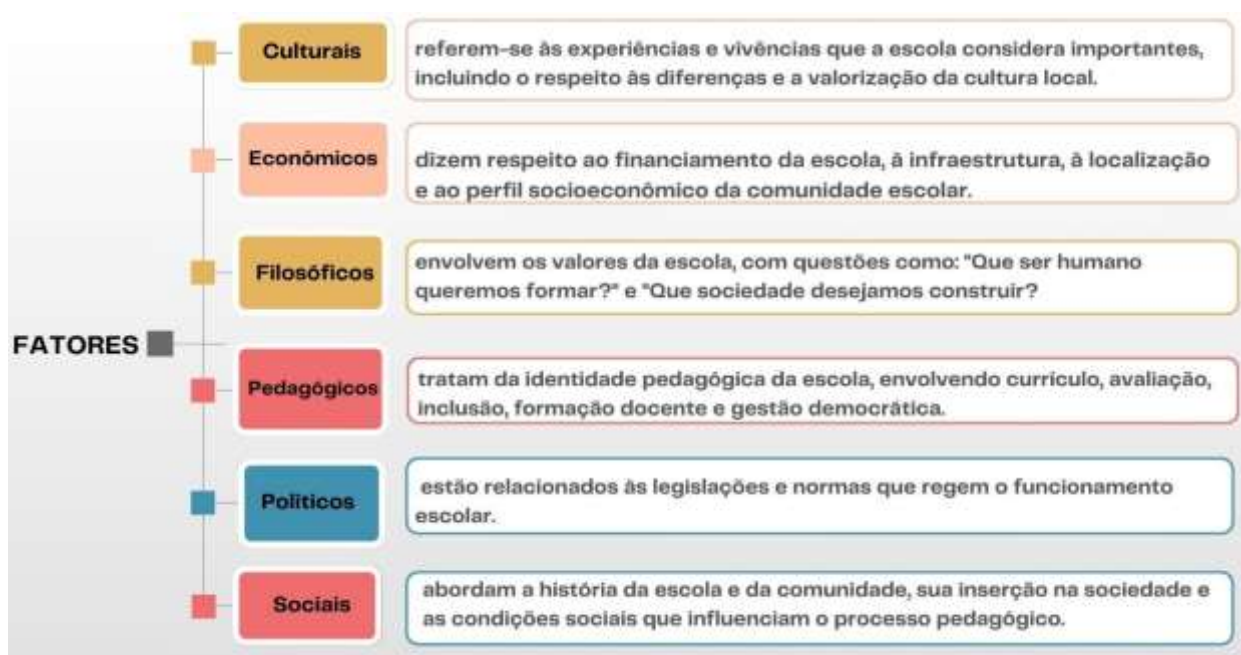 Culturais
referem-se às experiências e vivências que a escola considera importantes,
incluindo o respeito às diferenças e a valorização da cultura local.
Econômicos
dizem respeito ao financiamento da escola, à infraestrutura, à localização
e ao perfil socioeconômico da comunidade escolar.
Filosóficos
envolvem os valores da escola, com questões como: "Que ser humano
queremos formar?" e "Que sociedade desejamos construir?
FATORES
Pedagógicos
tratam da identidade pedagógica da escola, envolvendo currículo, avaliação,
inclusão, formação docente e gestão democrática.
Políticos
estão relacionados às legislações e normas que regem o funcionamento
escolar.
Sociais
abordam a história da escola e da comunidade, sua inserção na sociedade e
as condições sociais que influenciam o processo pedagógico.